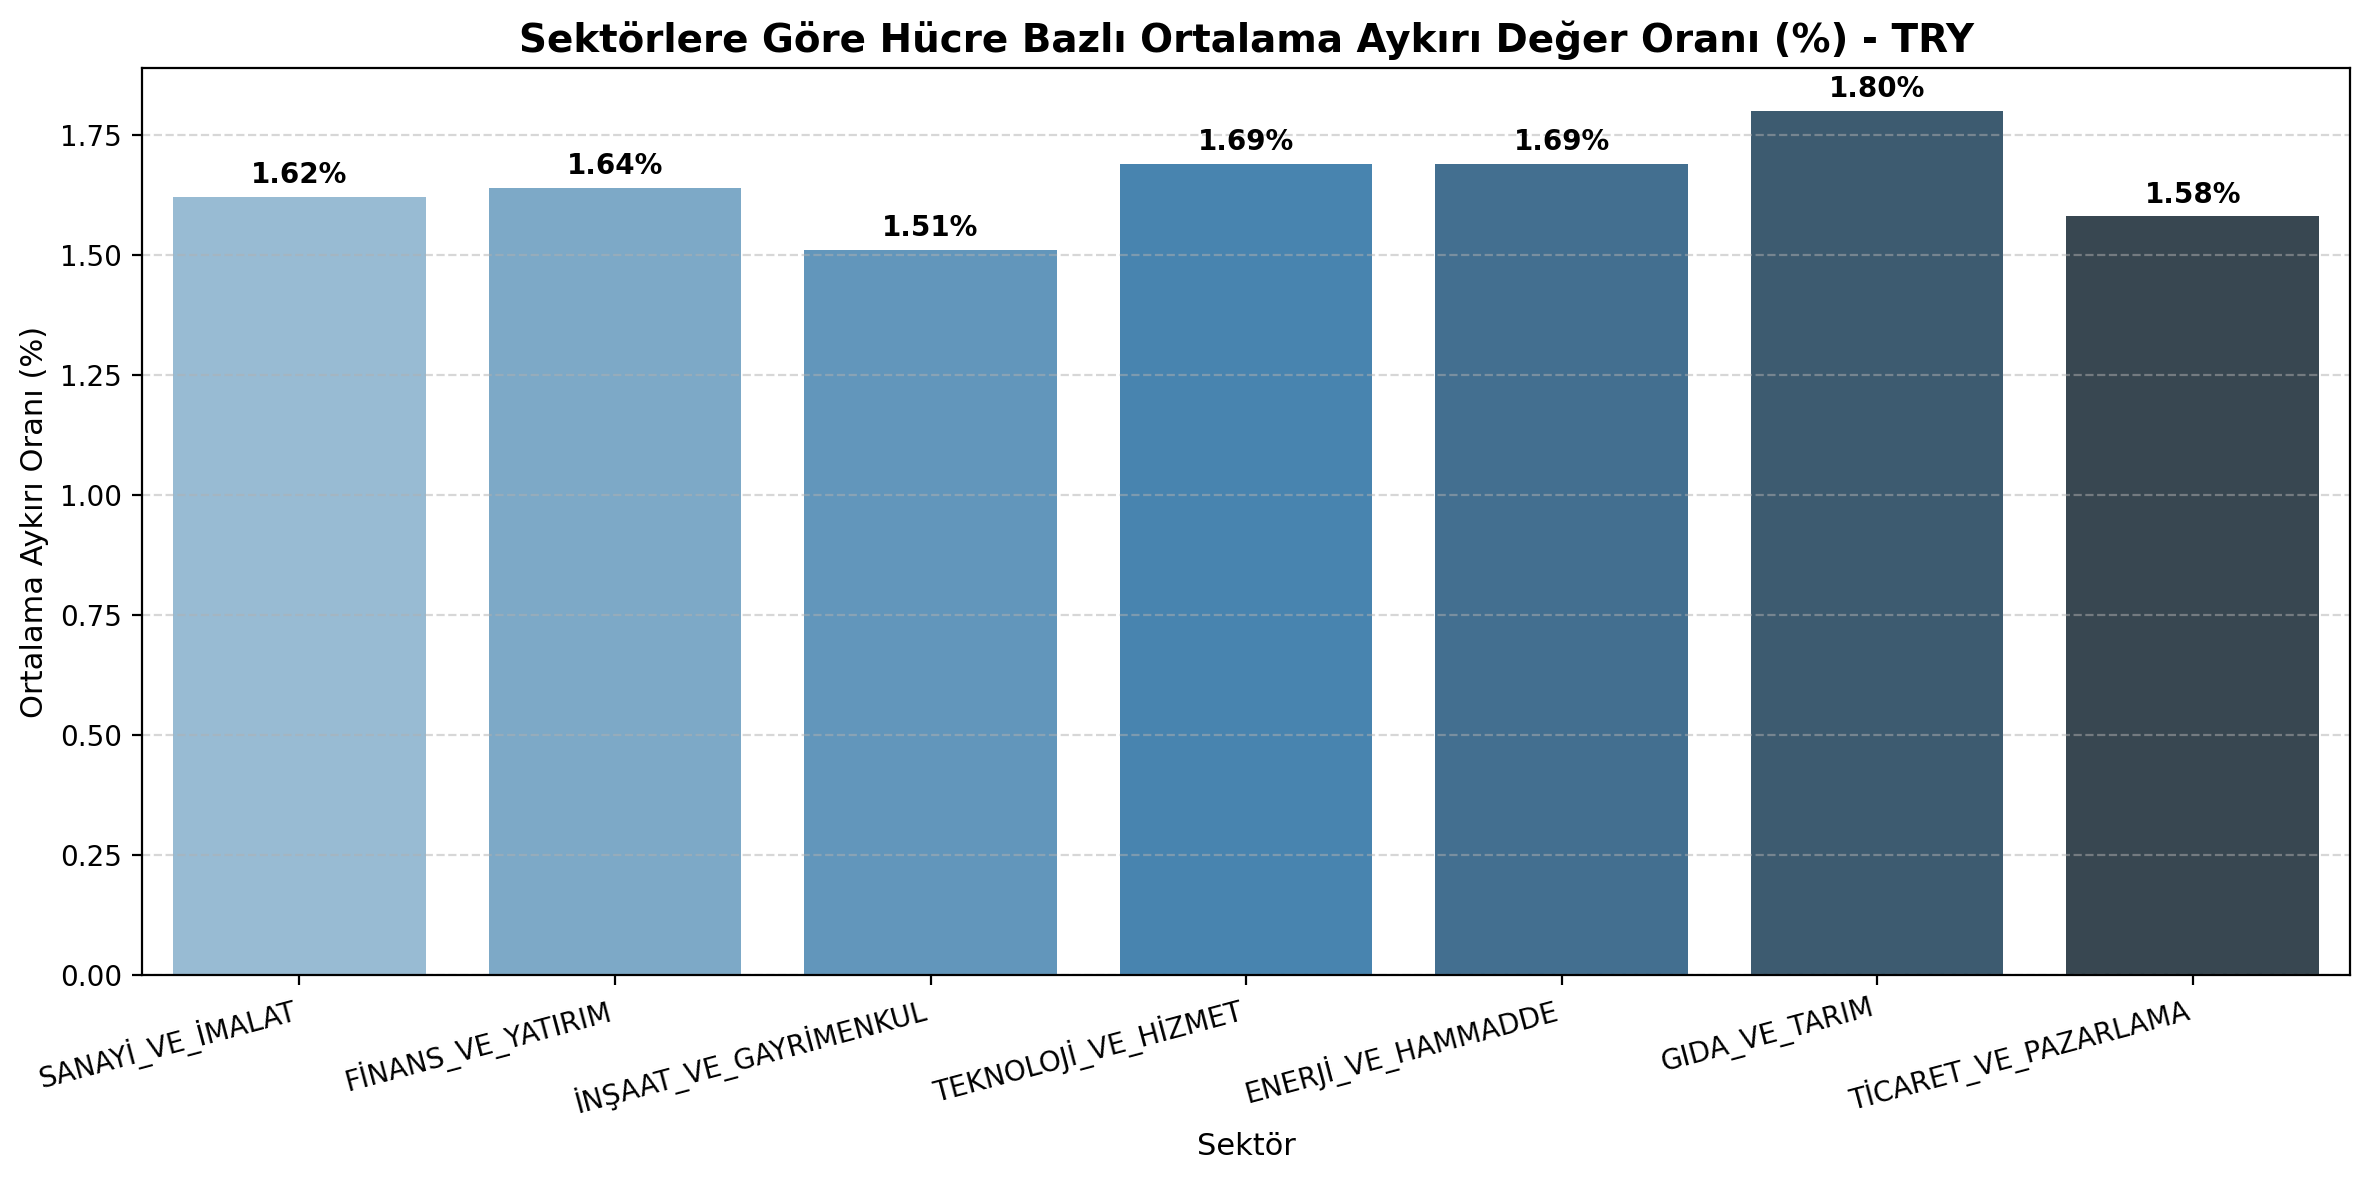 Sektörlere Göre Hücre Bazlı Ortalama Aykırı Değer Oranı (%) - TRY
Ortalama Aykırı Oranı (%)
1.75
1.50
1.25
1.00
0.75
0.50
0.25
0.00
1.62%
1.64%
1.51%
1.69%
1.69%
1.80%
1.58%
SANAYİ_VE_İMALAT
FİNANS_VE_YATIRIM
İNŞAAT_VE_GAYRİMENKUL
TEKNOLOJİ_VE_HİZMET
ENERJİ_VE_HAMMADDE
GIDA_VE_TARIM
TİCARET_VE_PAZARLAMA
Sektör